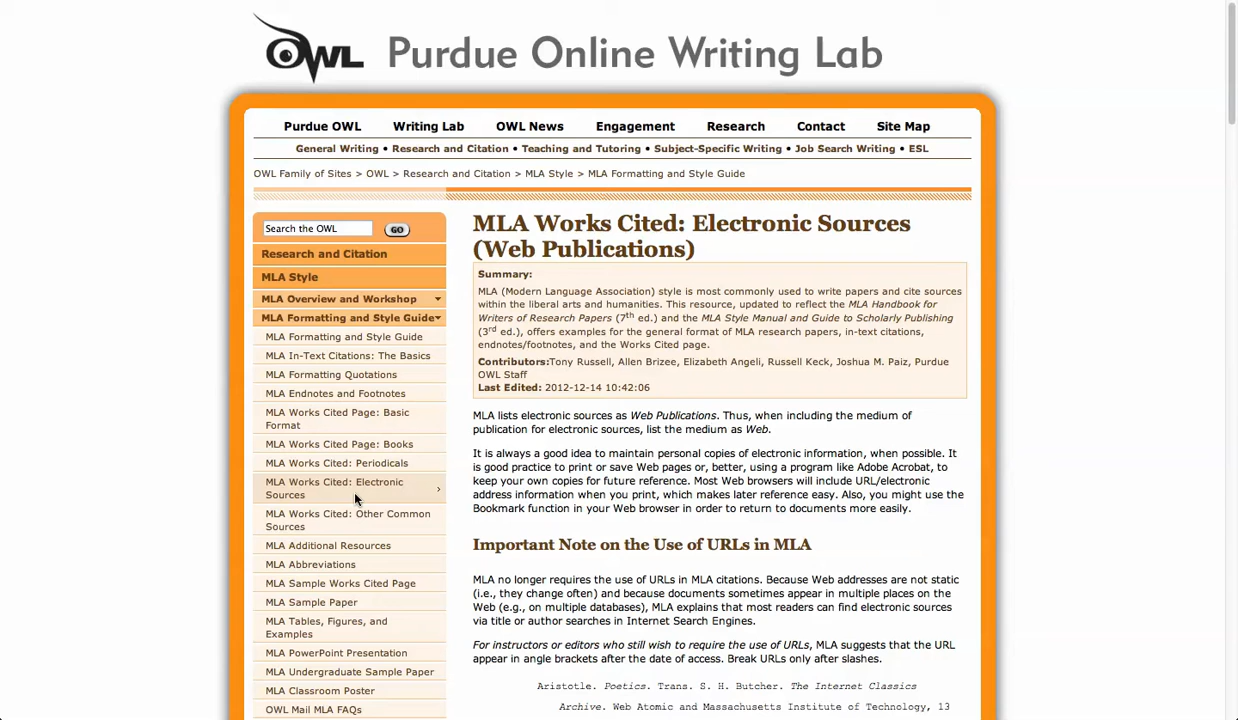 OWL Purdue Online Writing Lab
Purdue OWL Writing Lab OWL News Engagement Research Contact Site Map
General Writing • Research and Citation • Teaching and Tutoring • Subject-Specific Writing • Job Search Writing • ESL
OWL Family of Sites > OWL > Research and Citation > MLA Style > MLA Formatting and Style Guide
Search the OWL GO
Research and Citation
MLA Style
MLA Overview and Workshop
MLA Formatting and Style Guide
MLA Formatting and Style Guide
MLA In-Text Citations: The Basics
MLA Formatting Quotations
MLA Endnotes and Footnotes
MLA Works Cited Page: Basic
Format
MLA Works Cited Page: Books
MLA Works Cited: Periodicals
MLA Works Cited: Electronic
Sources
MLA Works Cited: Other Common
Sources
MLA Additional Resources
MLA Abbreviations
MLA Sample Works Cited Page
MLA Sample Paper
MLA Tables, Figures, and
Examples
MLA PowerPoint Presentation
MLA Undergraduate Sample Paper
MLA Classroom Poster
OWL Mail MLA FAQs
MLA Works Cited: Electronic Sources
(Web Publications)
Summary:
MLA (Modern Language Association) style is most commonly used to write papers and cite sources
within the liberal arts and humanities. This resource, updated to reflect the MLA Handbook for
Writers of Research Papers (7th ed.) and the MLA Style Manual and Guide to Scholarly Publishing
(3rd ed.), offers examples for the general format of MLA research papers, in-text citations,
endnotes/footnotes, and the Works Cited page.
Contributors:Tony Russell, Allen Brizee, Elizabeth Angeli, Russell Keck, Joshua M. Paiz, Purdue
OWL Staff
Last Edited: 2012-12-14 10:42:06
MLA lists electronic sources as Web Publications. Thus, when including the medium of
publication for electronic sources, list the medium as Web.
It is always a good idea to maintain personal copies of electronic information, when possible. It
is good practice to print or save Web pages or, better, using a program like Adobe Acrobat, to
keep your own copies for future reference. Most Web browsers will include URL/electronic
address information when you print, which makes later reference easy. Also, you might use the
Bookmark function in your Web browser in order to return to documents more easily.
Important Note on the Use of URLs in MLA
MLA no longer requires the use of URLs in MLA citations. Because Web addresses are not static
(i.e., they change often) and because documents sometimes appear in multiple places on the
Web (e.g., on multiple databases), MLA explains that most readers can find electronic sources
via title or author searches in Internet Search Engines.
For instructors or editors who still wish to require the use of URLs, MLA suggests that the URL
appear in angle brackets after the date of access. Break URLs only after slashes.
Aristotle. Poetics. Trans. S. H. Butcher. The Internet Classics
Archive. Web Atomic and Massachusetts Institute of Technology, 13